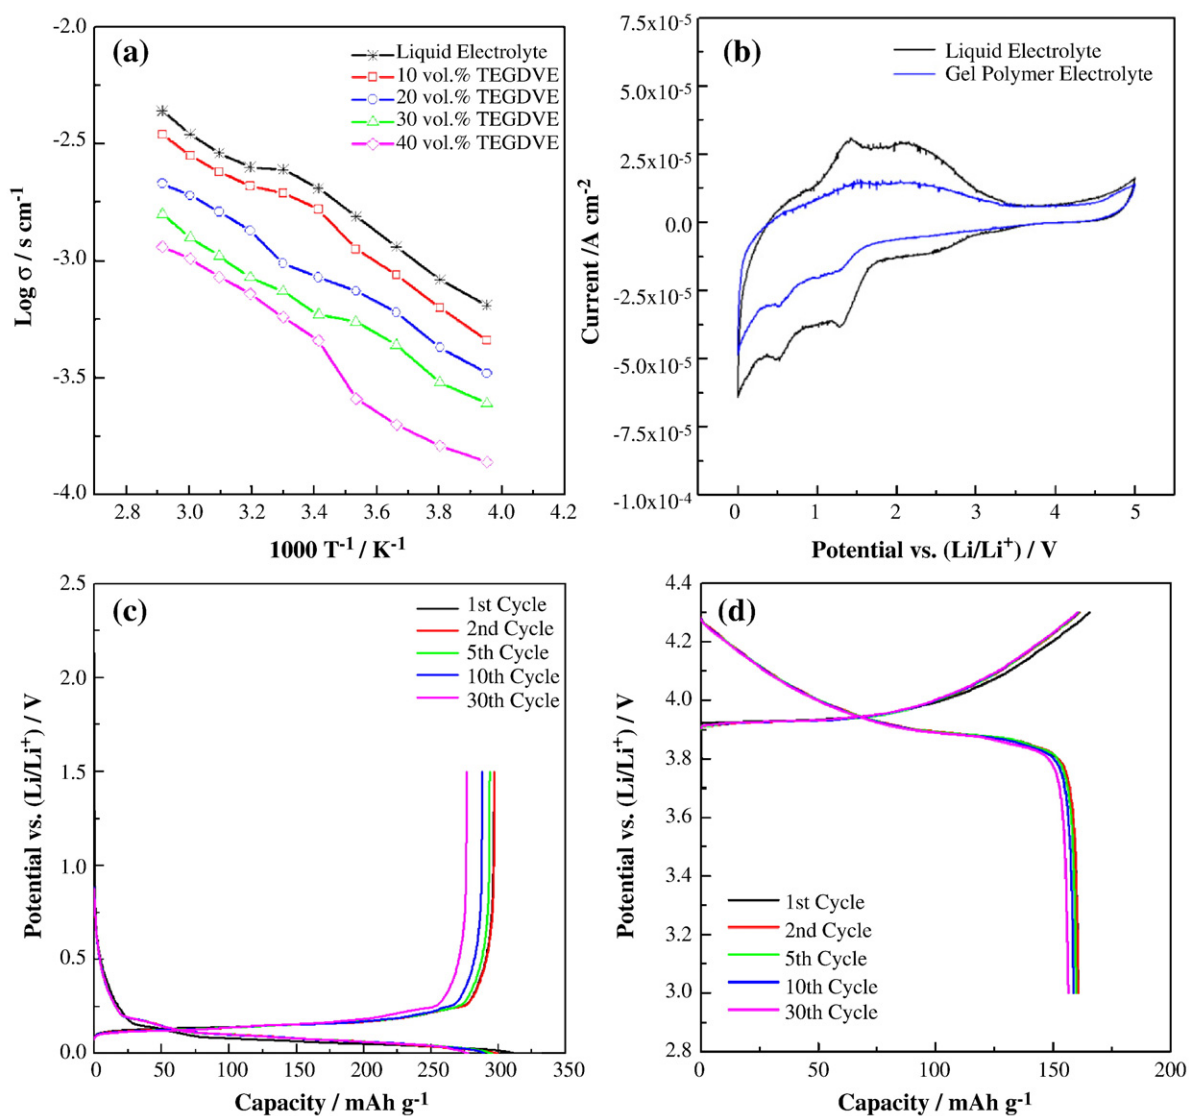 (a)
Liquid Electrolyte
10 vol.% TEGDVE
20 vol.% TEGDVE
30 vol.% TEGDVE
40 vol.% TEGDVE
-2.0
-2.5
-3.0
-3.5
-4.0
Log σ / s cm-1
2.8 3.0 3.2 3.4 3.6 3.8 4.0 4.2
1000 T-1 / K-1
(b)
Liquid Electrolyte
Gel Polymer Electrolyte
7.5x10-5
5.0x10-5
2.5x10-5
0.0
-2.5x10-5
-5.0x10-5
-7.5x10-5
-1.0x10-4
Current /A cm-2
0 1 2 3 4 5
Potential vs. (Li/Li+) / V
(c)
1st Cycle
2nd Cycle
5th Cycle
10th Cycle
30th Cycle
2.5
2.0
1.5
1.0
0.5
0.0
Potential vs. (Li/Li+) / V
0 50 100 150 200 250 300 350
Capacity / mAh g-1
(d)
4.4
4.2
4.0
3.8
3.6
3.4
3.2
3.0
2.8
Potential vs. (Li/Li+) / V
1st Cycle
2nd Cycle
5th Cycle
10th Cycle
30th Cycle
0 50 100 150 200
Capacity / mAh g-1